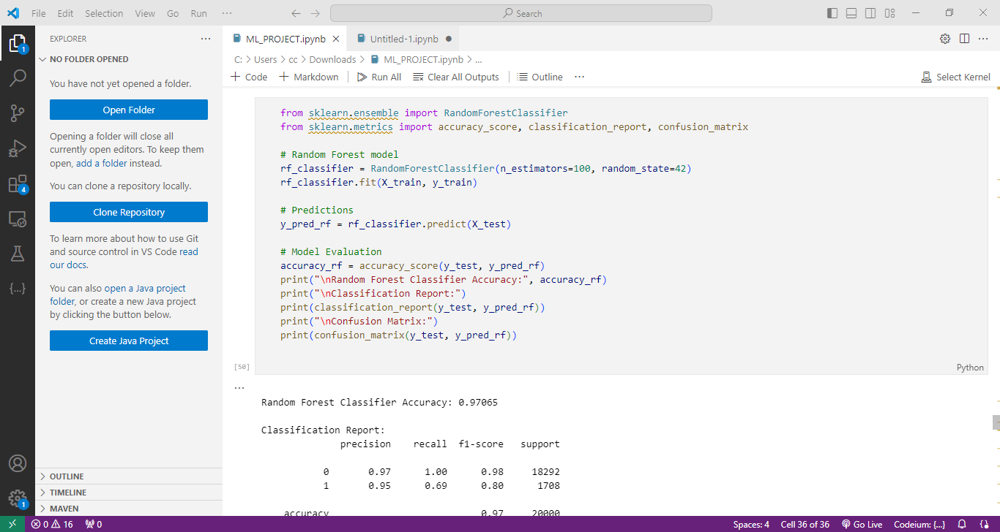 File Edit Selection View Go Run ···
Search
EXPLORER ···
NO FOLDER OPENED
You have not yet opened a folder.
Open Folder
Opening a folder will close all
currently open editors. To keep them
open, add a folder instead.
You can clone a repository locally.
Clone Repository
To learn more about how to use Git
and source control in VS Code read
our docs.
You can also open a Java project
folder, or create a new Java project
by clicking the button below.
Create Java Project
OUTLINE
TIMELINE
MAVEN
1
4
1
ML_PROJECT.ipynb Untitled-1.ipynb
C: > Users > cc > Downloads > ML_PROJECT.ipynb > ...
+ Code + Markdown Run All Clear All Outputs Outline ··· Select Kernel
from sklearn.ensemble import RandomForestClassifier
from sklearn.metrics import accuracy_score, classification_report, confusion_matrix
# Random Forest model
rf_classifier = RandomForestClassifier(n_estimators=100, random_state=42)
rf_classifier.fit(X_train, y_train)
# Predictions
y_pred_rf = rf_classifier.predict(X_test)
# Model Evaluation
accuracy_rf = accuracy_score(y_test, y_pred_rf)
print("\nRandom Forest Classifier Accuracy:", accuracy_rf)
print("\nClassification Report:")
print(classification_report(y_test, y_pred_rf))
print("\nConfusion Matrix:")
print(confusion_matrix(y_test, y_pred_rf))
[50] Python
...
Random Forest Classifier Accuracy: 0.97065
Classification Report:
precision recall f1-score support
0 0.97 1.00 0.98 18292
1 0.95 0.69 0.80 1708
accuracy 0.97 20000
0 16 0 Spaces: 4 Cell 36 of 36 Go Live Codeium: {...}